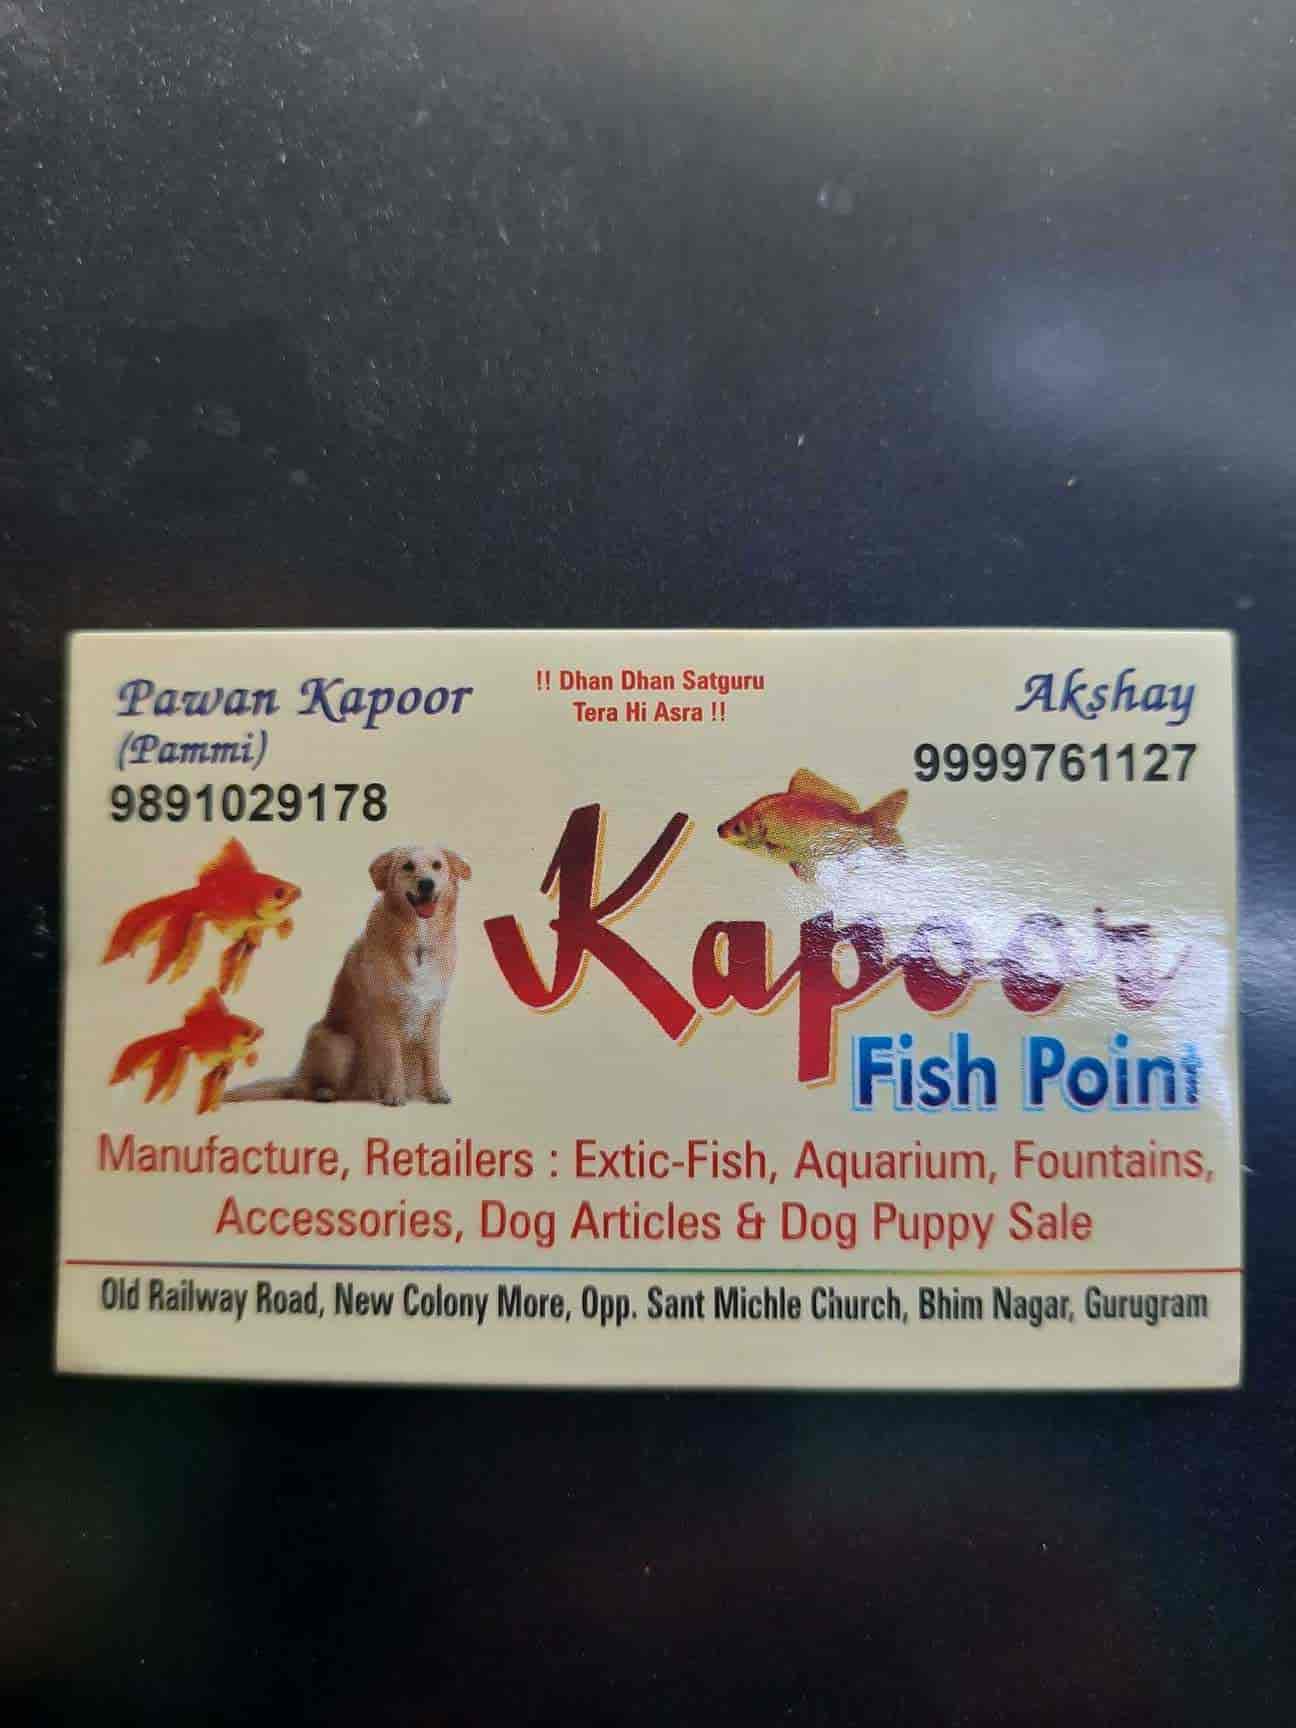 !! Dhan Dhan Satguru
Tera Hi Asra !!
Pawan Kapoor
(Pammi)
9891029178
Akshay
9999761127
Kapoor
Fish Point
Manufacture, Retailers : Extic-Fish, Aquarium, Fountains,
Accessories, Dog Articles & Dog Puppy Sale
Old Railway Road, New Colony More, Opp. Sant Michle Church, Bhim Nagar, Gurugram